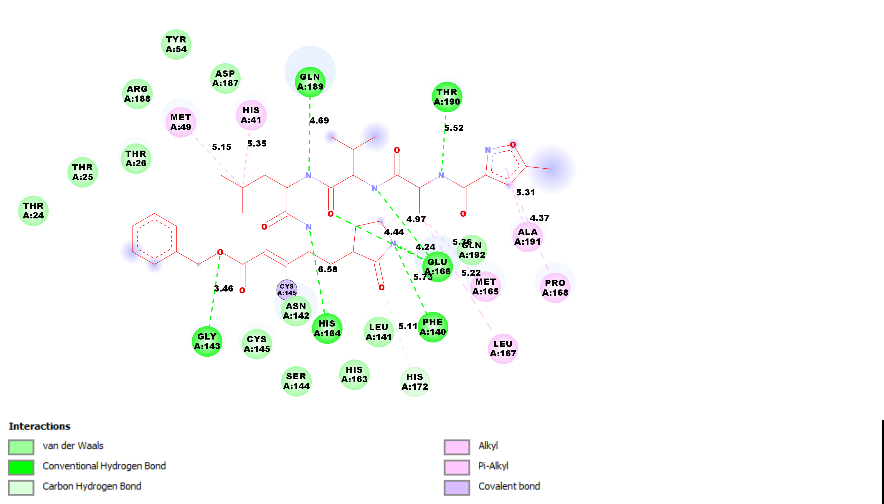 TYR
A:54
ASP
A:187
GLN
A:189
ARG
A:188
THR
A:190
MET
A:49
HIS
A:41
4.69
5.52
5.15
5.35
THR
A:26
THR
A:25
THR
A:24
N
O
O
N
N
O
N
N
O
O
5.31
4.97
4.37
ALA
A:191
O
N
4.44
4.24
N
GLN
A:192
GLU
A:166
5.73
5.22
MET
A:165
PRO
A:168
O
O
6.58
O
3.46
CYS
A:145
ASN
A:142
GLY
A:143
CYS
A:145
HIS
A:164
LEU
A:141
5.11
PHE
A:140
LEU
A:167
SER
A:144
HIS
A:163
HIS
A:172
Interactions
van der Waals
Conventional Hydrogen Bond
Carbon Hydrogen Bond
Alkyl
Pi-Alkyl
Covalent bond